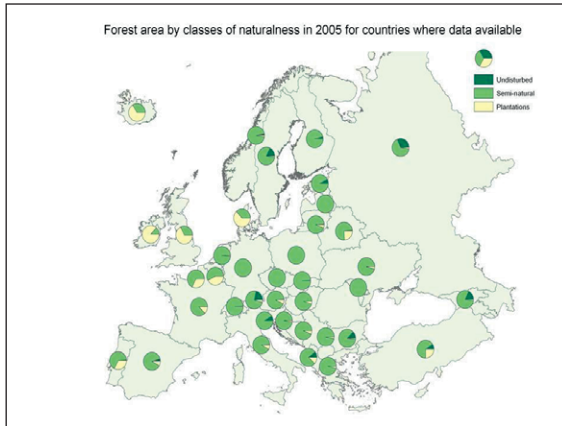 Forest area by classes of naturalness in 2005 for countries where data available
Undisturbed
Semi-natural
Plantations